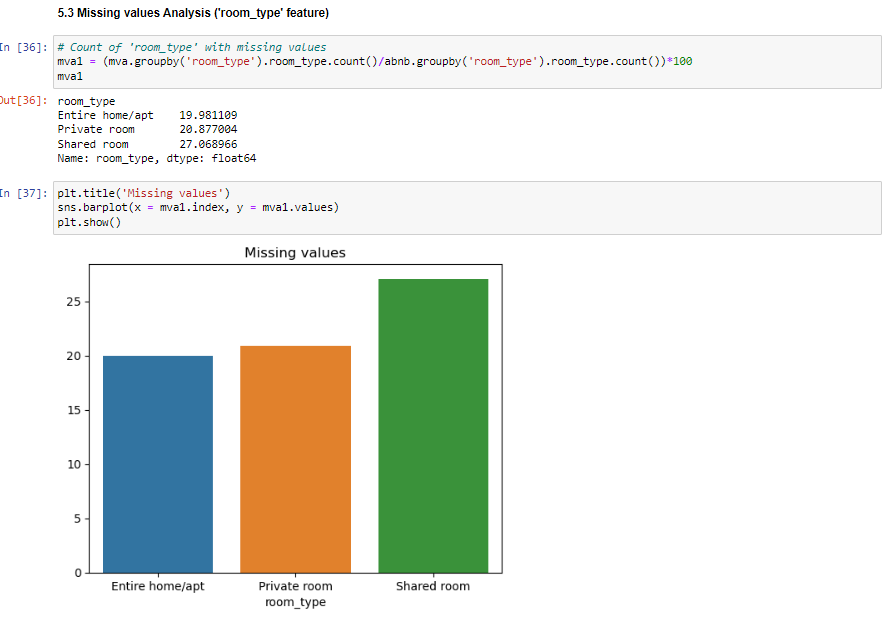 5.3 Missing values Analysis ('room_type' feature)
In [36]: # Count of 'room_type' with missing values
mva1 = (mva.groupby('room_type').room_type.count()/abnb.groupby('room_type').room_type.count())*100
mva1
Out[36]: room_type
Entire home/apt    19.981109
Private room       20.877004
Shared room        27.068966
Name: room_type, dtype: float64
In [37]: plt.title('Missing values')
sns.barplot(x = mva1.index, y = mva1.values)
plt.show()
Missing values
25
20
15
10
5
0
Entire home/apt Private room Shared room
room_type